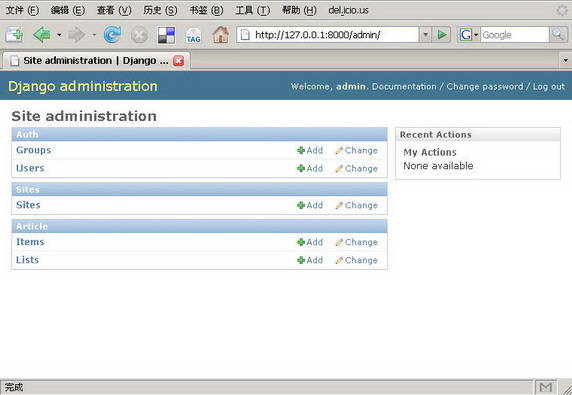 文件 (F) 编辑 (E) 查看 (V) 历史 (S) 书签 (B) 工具 (T) 帮助 (H) del.icio.us
TAG http://127.0.0.1:8000/admin/ G Google
Site administration | Django ...
Django administration Welcome, admin. Documentation / Change password / Log out
Site administration
Auth
Groups Add Change
Users Add Change
Sites
Sites Add Change
Article
Items Add Change
Lists Add Change
Recent Actions
My Actions
None available
完成